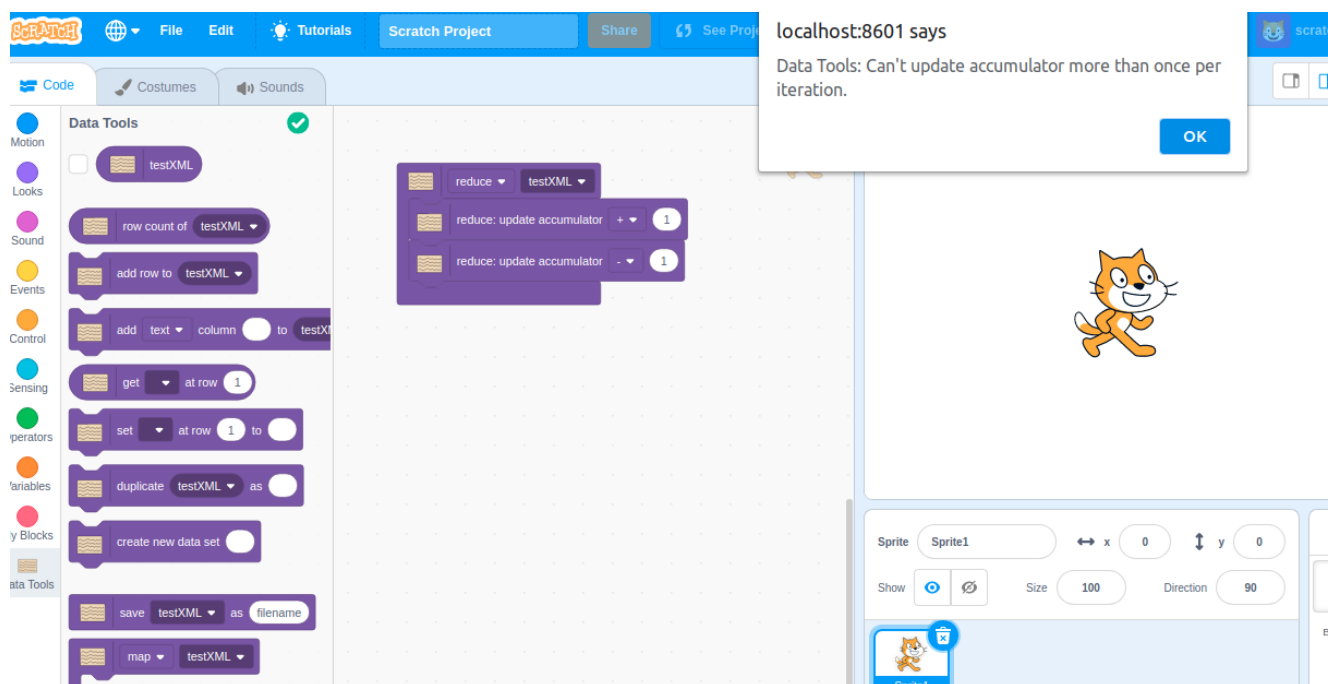 SCRATCH File Edit Tutorials Scratch Project Share See
localhost:8601 says
Data Tools: Can't update accumulator more than once per
iteration.
OK
Code Costumes Sounds
Motion
Looks
Sound
Events
Control
Data Tools
testXML
row count of testXML
add row to testXML
add text column to
get at row 1
set at row 1 to
duplicate testXML as
create new data set
save testXML as filename
map testXML
reduce testXML
reduce: update accumulator + 1
reduce: update accumulator - 1
Sprite Sprite1 x 0 y 0
Show Size 100 Direction 90